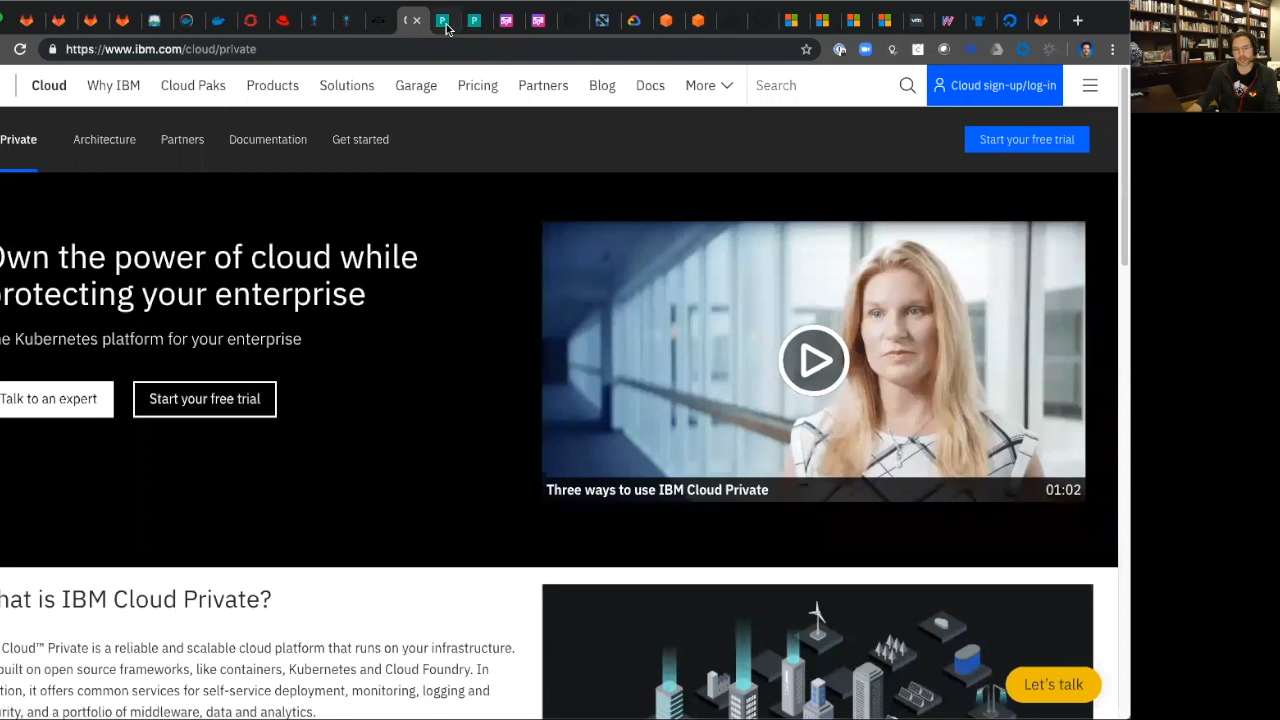 https://www.ibm.com/cloud/private
Cloud Why IBM Cloud Paks Products Solutions Garage Pricing Partners Blog Docs More Search Cloud sign-up/log-in
Private Architecture Partners Documentation Get started Start your free trial
Own the power of cloud while
protecting your enterprise
he Kubernetes platform for your enterprise
Talk to an expert Start your free trial
Three ways to use IBM Cloud Private 01:02
hat is IBM Cloud Private?
Cloud™ Private is a reliable and scalable cloud platform that runs on your infrastructure.
built on open source frameworks, like containers, Kubernetes and Cloud Foundry. In
tion, it offers common services for self-service deployment, monitoring, logging and
urity, and a portfolio of middleware, data and analytics.
Let's talk